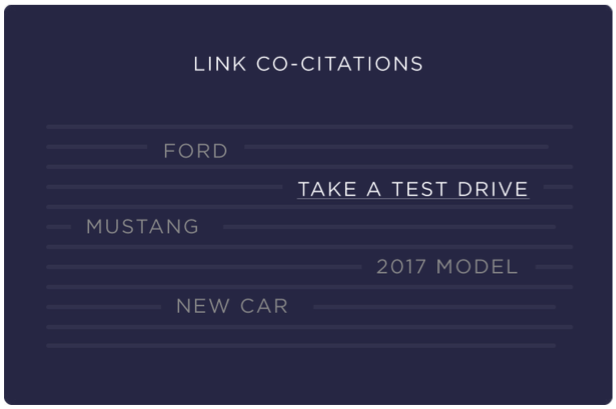 LINK CO-CITATIONS
FORD
TAKE A TEST DRIVE
MUSTANG
2017 MODEL
NEW CAR